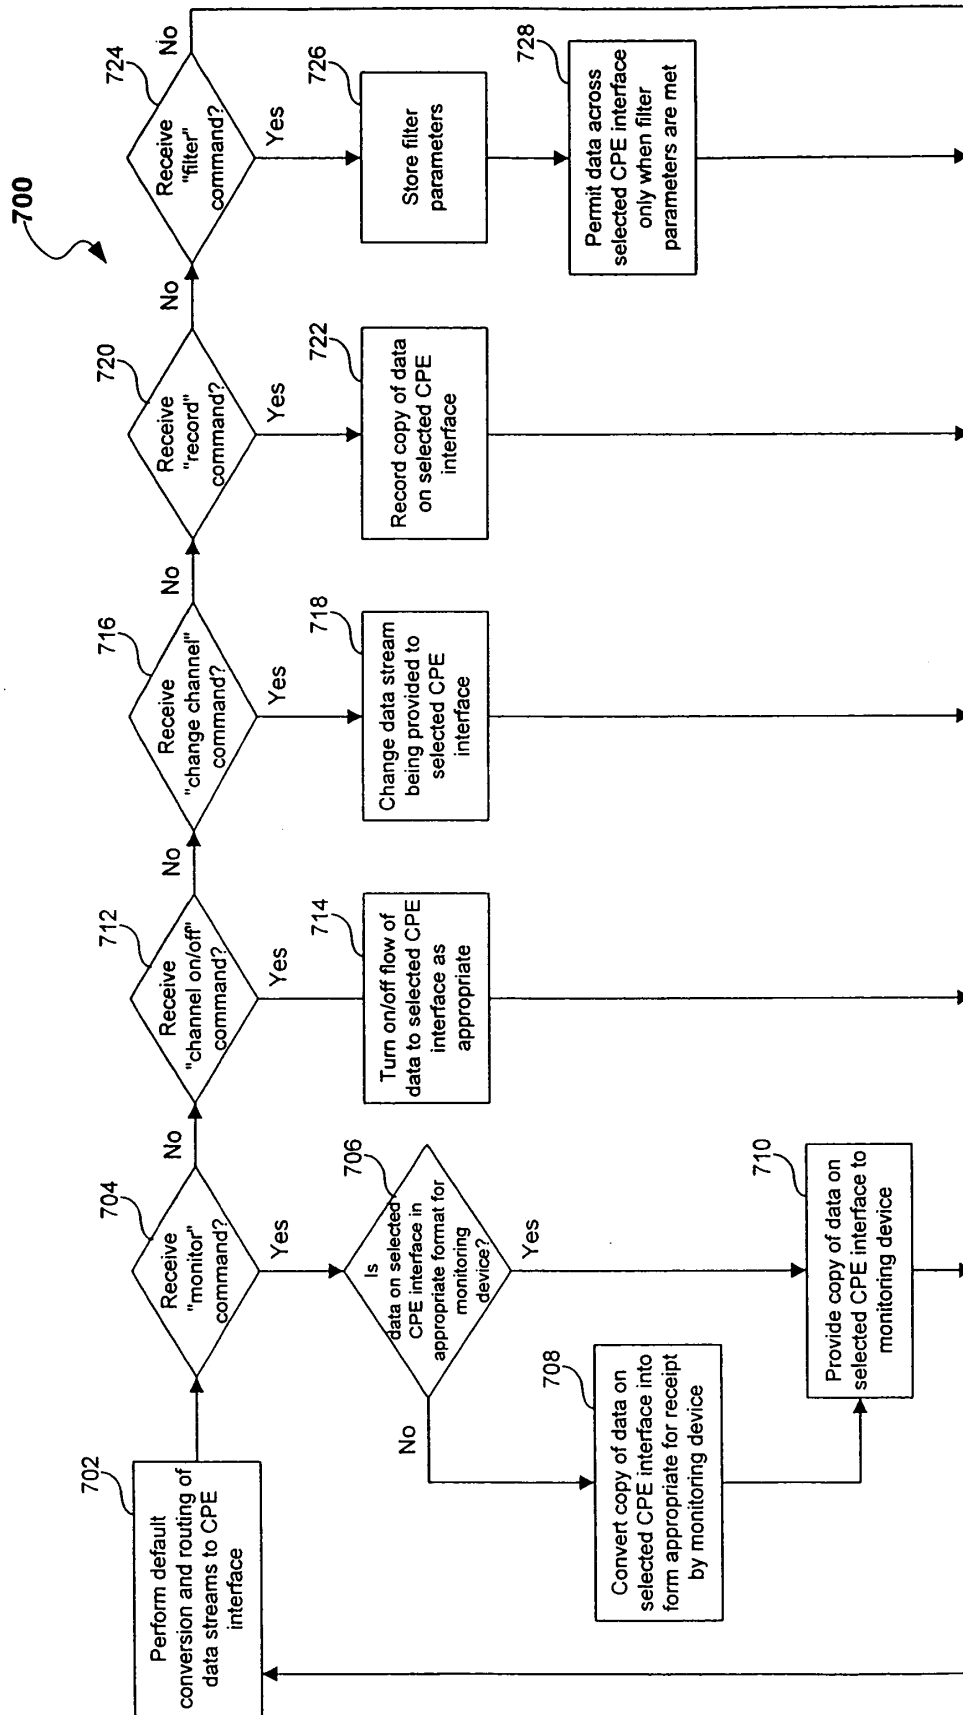 700
702
Perform default
conversion and routing of
data streams to CPE
interface
704
Receive
"monitor"
command?
No
Yes
706
Is
data on selected
CPE interface in
appropriate format for
monitoring
device?
No
Yes
708
Convert copy of data on
selected CPE interface into
form appropriate for receipt
by monitoring device
710
Provide copy of data on
selected CPE interface to
monitoring device
712
Receive
"channel on/off"
command?
No
Yes
714
Turn on/off flow of
data to selected CPE
interface as
appropriate
716
Receive
"change channel"
command?
No
Yes
718
Change data stream
being provided to
selected CPE
interface
720
Receive
"record"
command?
No
Yes
722
Record copy of data
on selected CPE
interface
724
Receive
"filter"
command?
No
Yes
726
Store filter
parameters
728
Permit data across
selected CPE interface
only when filter
parameters are met